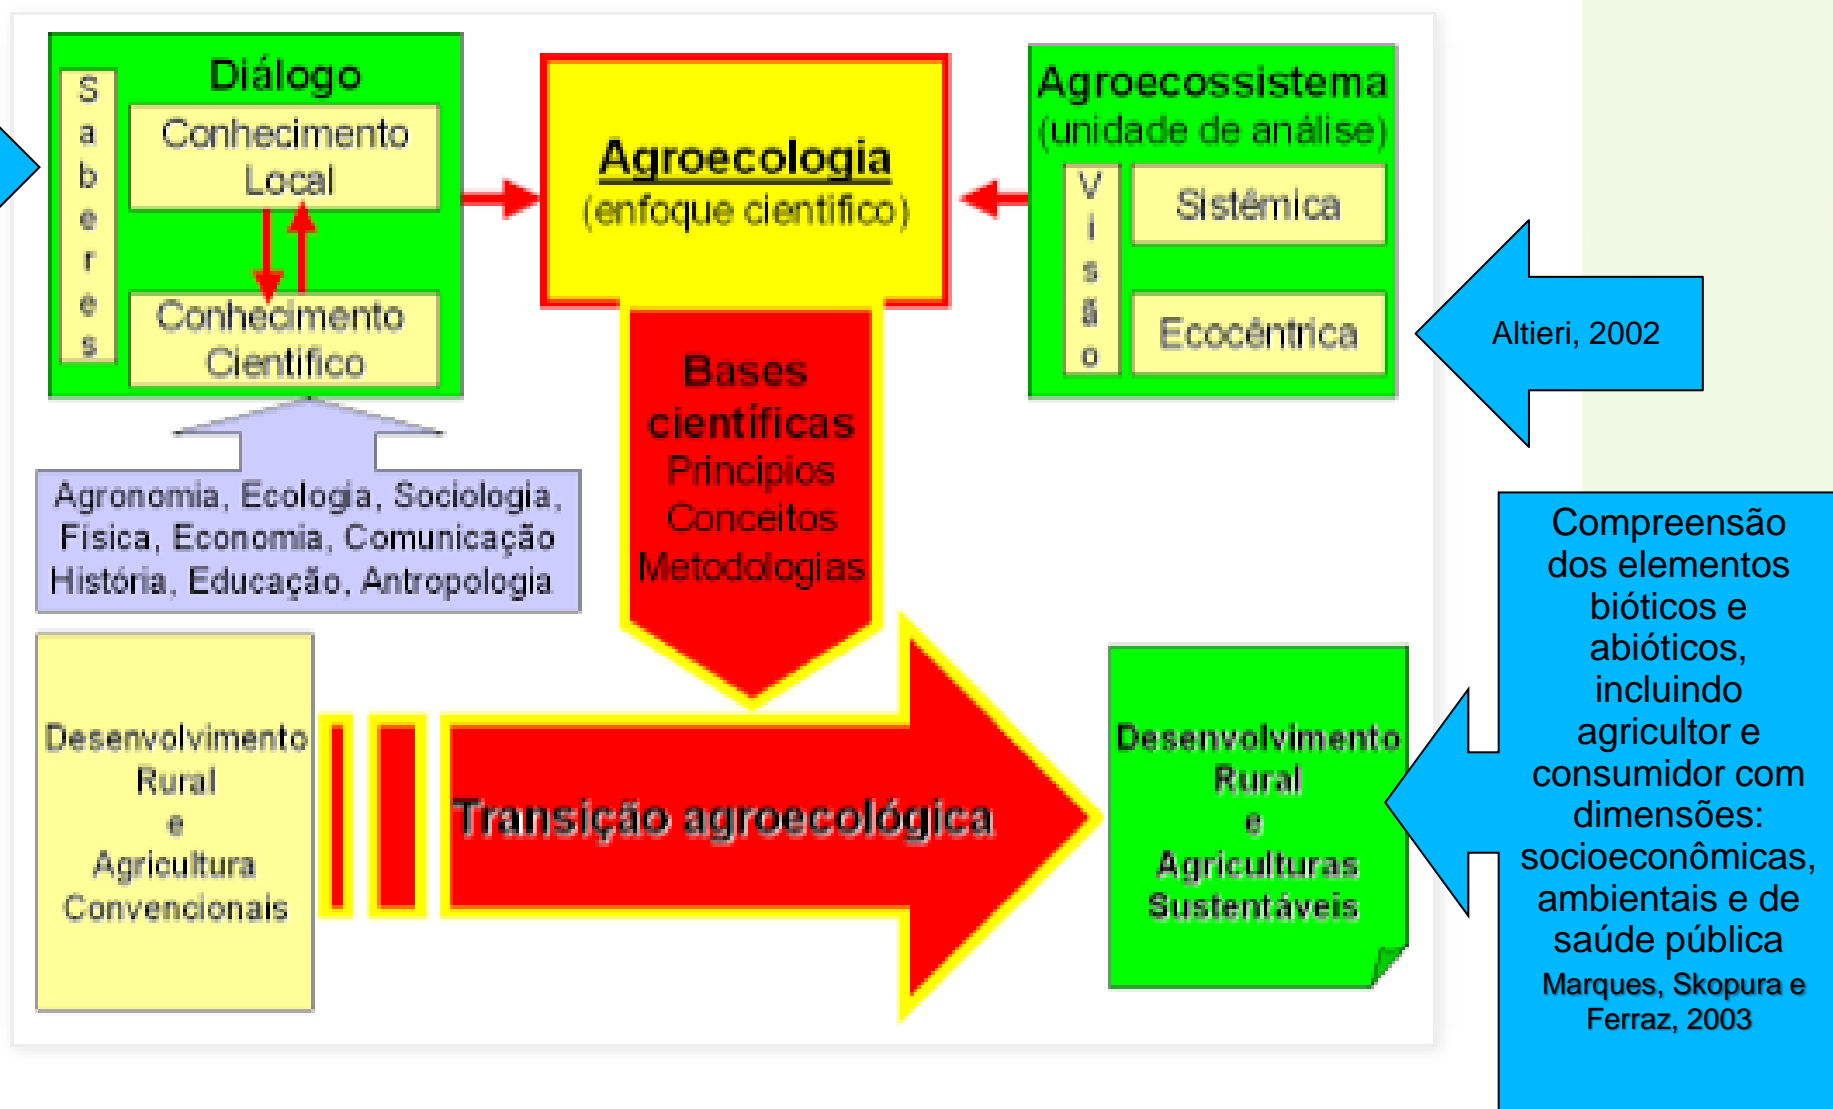 Saberes
Diálogo
Conhecimento
Local
Conhecimento
Científico
Agroecologia
(enfoque científico)
Agroecossistema
(unidade de análise)
Visão
Sistêmica
Ecocêntrica
Altieri, 2002
Bases
científicas
Principios
Conceitos
Metodologias
Agronomia, Ecologia, Sociologia,
Física, Economia, Comunicação
História, Educação, Antropologia
Desenvolvimento
Rural
e
Agricultura
Convencionais
Transição agroecológica
Desenvolvimento
Rural
e
Agriculturas
Sustentáveis
Compreensão
dos elementos
bióticos e
abióticos,
incluindo
agricultor e
consumidor com
dimensões:
socioeconômicas,
ambientais e de
saúde pública
Marques, Skopura e
Ferraz, 2003